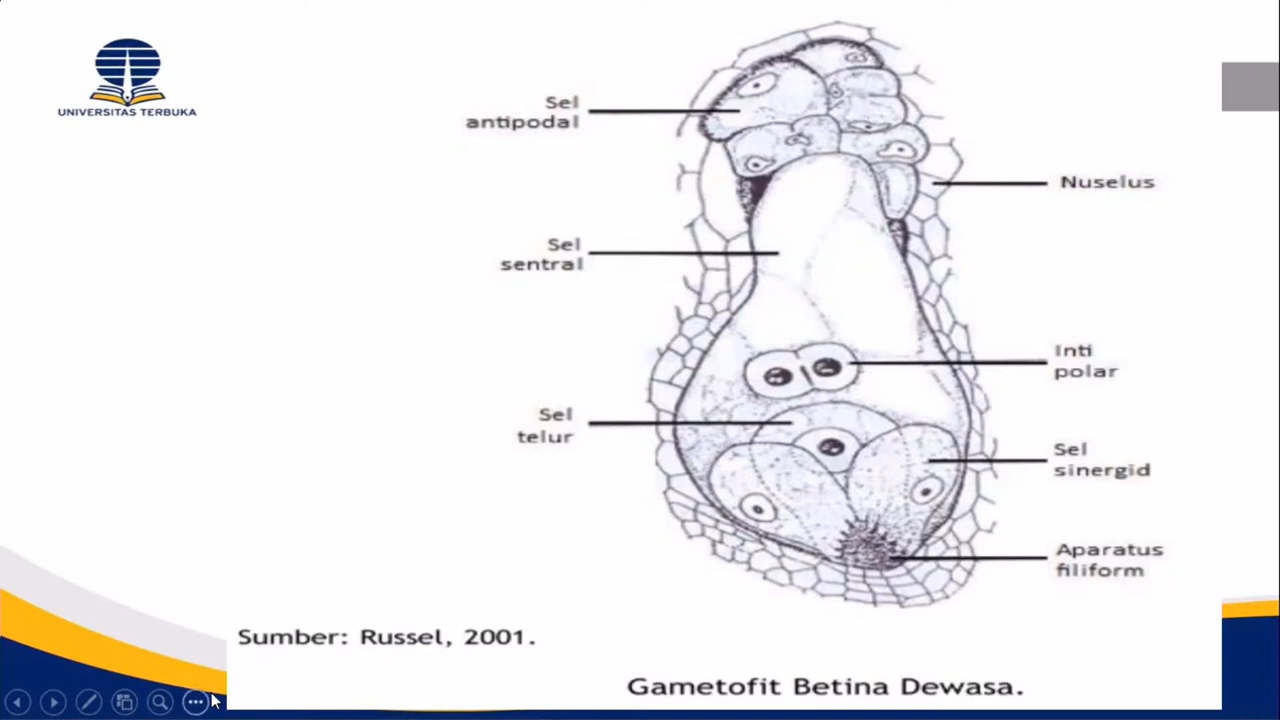 UNIVERSITAS TERBUKA
Sel
antipodal
Nuselus
Sel
sentral
Inti
polar
Sel
telur
Sel
sinergid
Aparatus
filiform
Sumber: Russel, 2001.
Gametofit Betina Dewasa.